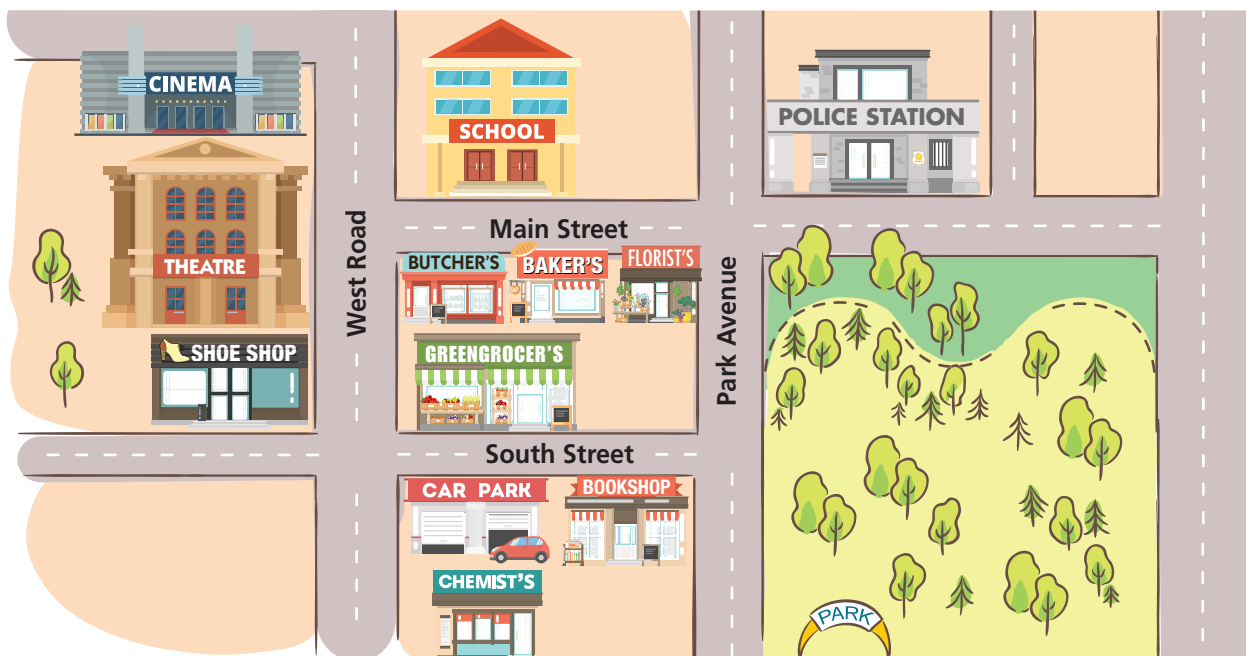 CINEMA
SCHOOL
POLICE STATION
THEATRE
West Road
Main Street
BUTCHER'S
BAKER'S
FLORIST'S
Park Avenue
SHOE SHOP
GREENGROCER'S
South Street
CAR PARK
BOOKSHOP
CHEMIST'S
PARK